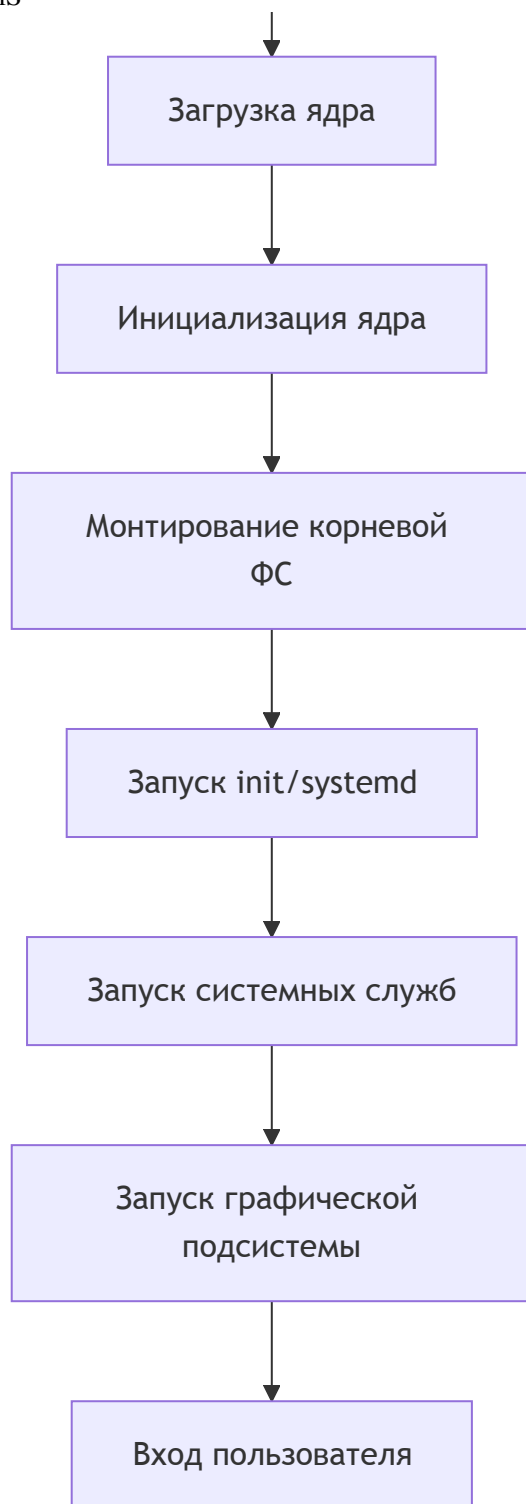 Загрузка ядра
Инициализация ядра
Монтирование корневой
ФС
Запуск init/systemd
Запуск системных служб
Запуск графической
подсистемы
Вход пользователя